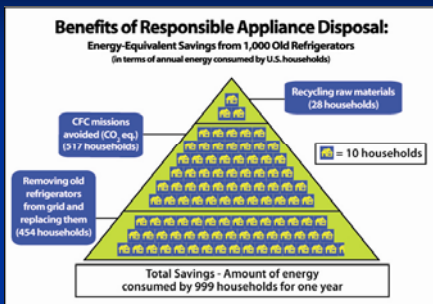 Benefits of Responsible Appliance Disposal:
Energy-Equivalent Savings from 1,000 Old Refrigerators
(in terms of annual energy consumed by U.S. households)
Recycling raw materials
(28 households)
CFC missions
avoided (CO2 eq.)
(517 households)
= 10 households
Removing old
refrigerators
from grid and
replacing them
(454 households)
Total Savings - Amount of energy
consumed by 999 households for one year